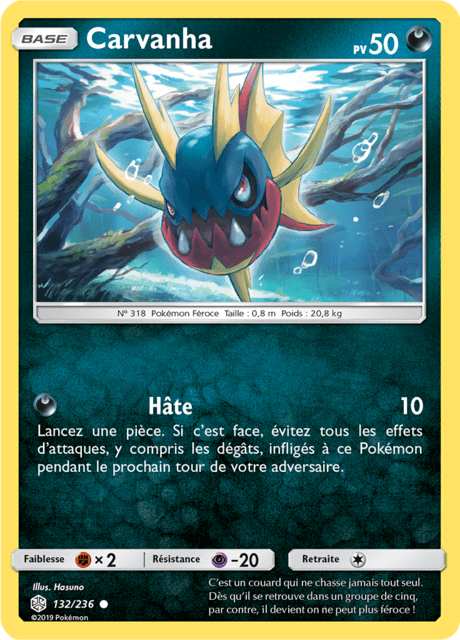 BASE Carvanha PV 50
N° 318 Pokémon Féroce Taille : 0,8 m Poids : 20,8 kg
Hâte 10
Lancez une pièce. Si c'est face, évitez tous les effets
d'attaques, y compris les dégâts, infligés à ce Pokémon
pendant le prochain tour de votre adversaire.
Faiblesse ×2 Résistance -20 Retraite
Illus. Hasuno
132/236
©2019 Pokémon
C'est un couard qui ne chasse jamais tout seul.
Dès qu'il se retrouve dans un groupe de cinq,
par contre, il devient on ne peut plus féroce !